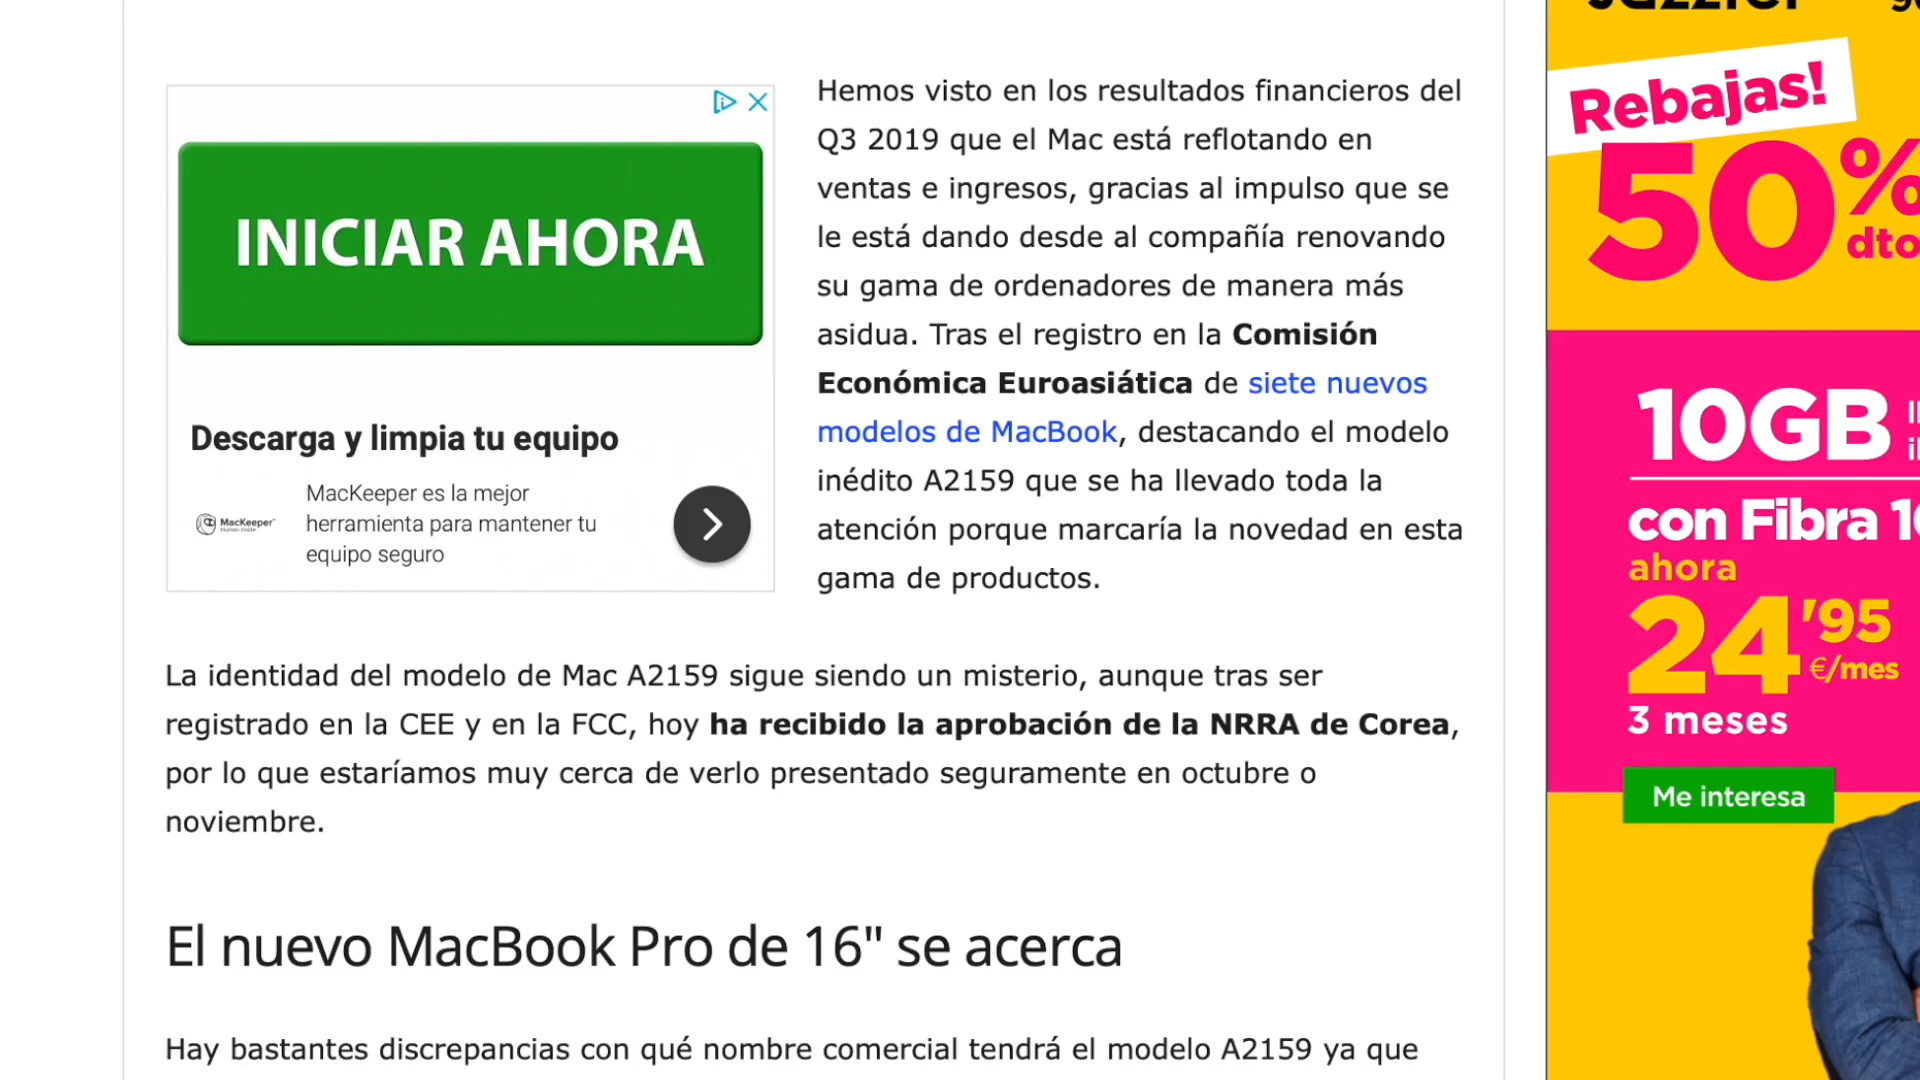 Hemos visto en los resultados financieros del
Q3 2019 que el Mac está reflotando en
ventas e ingresos, gracias al impulso que se
le está dando desde al compañía renovando
su gama de ordenadores de manera más
asidua. Tras el registro en la Comisión
Económica Euroasiática de siete nuevos
modelos de MacBook, destacando el modelo
inédito A2159 que se ha llevado toda la
atención porque marcaría la novedad en esta
gama de productos.
INICIAR AHORA
Descarga y limpia tu equipo
MacKeeper
MacKeeper es la mejor
herramienta para mantener tu
equipo seguro
La identidad del modelo de Mac A2159 sigue siendo un misterio, aunque tras ser
registrado en la CEE y en la FCC, hoy ha recibido la aprobación de la NRRA de Corea,
por lo que estaríamos muy cerca de verlo presentado seguramente en octubre o
noviembre.
El nuevo MacBook Pro de 16" se acerca
Hay bastantes discrepancias con qué nombre comercial tendrá el modelo A2159 ya que
Rebajas!
50%
dto
10GB
con Fibra 10
ahora
24'95
€/mes
3 meses
Me interesa